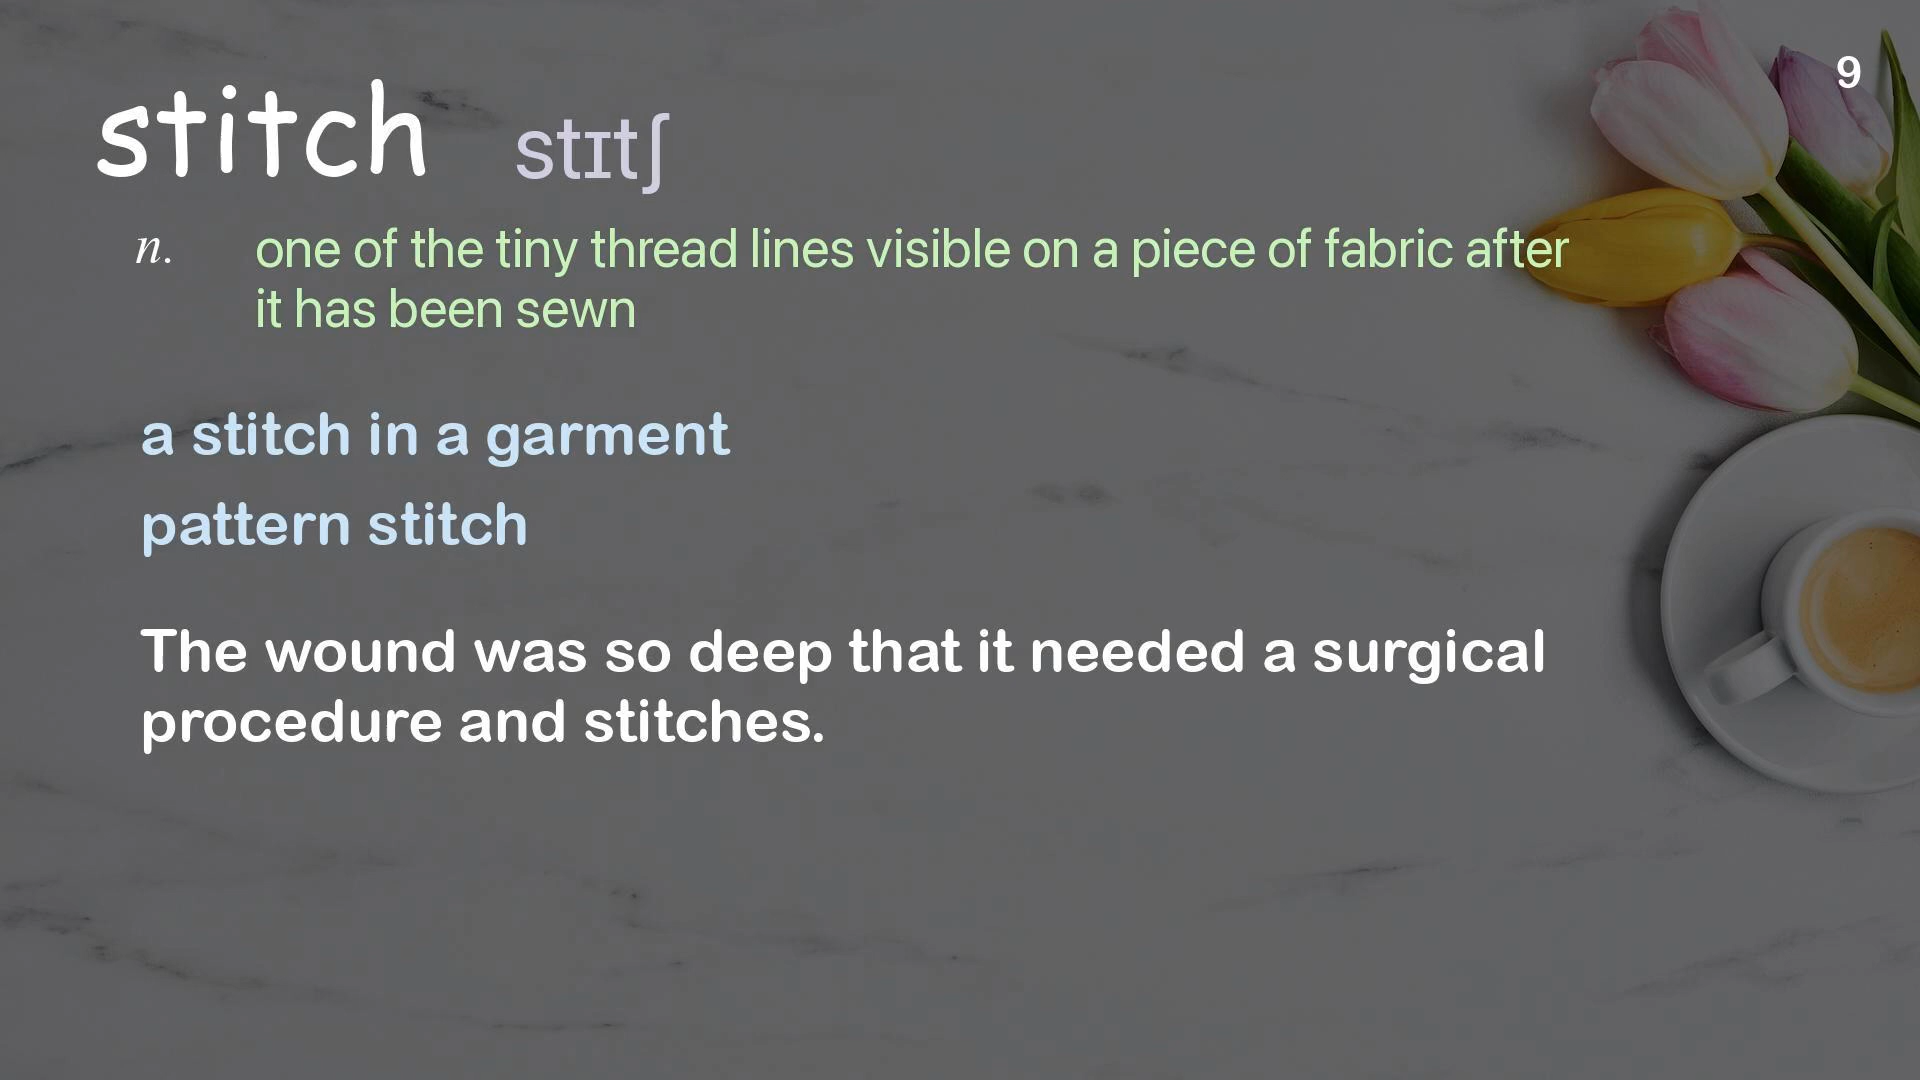 9
stitch stɪtʃ
n. one of the tiny thread lines visible on a piece of fabric after
it has been sewn
a stitch in a garment
pattern stitch
The wound was so deep that it needed a surgical
procedure and stitches.